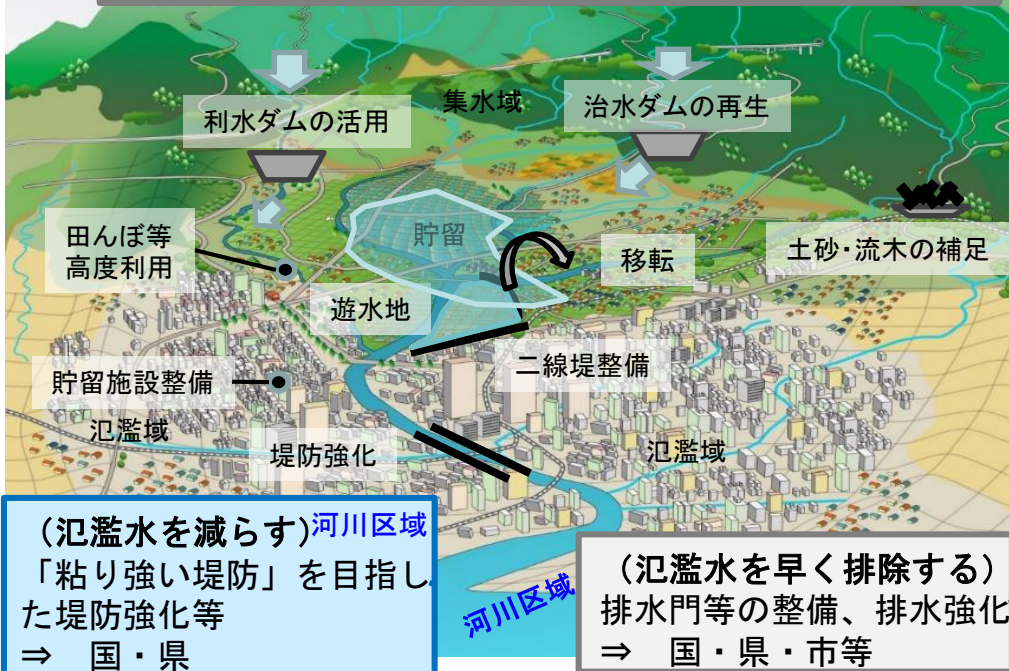 集水域
利水ダムの活用
治水ダムの再生
貯留
田んぼ等
高度利用
移転
土砂・流木の補足
遊水地
二線堤整備
貯留施設整備
氾濫域
堤防強化
氾濫域
（氾濫水を減らす）河川区域
「粘り強い堤防」を目指し
た堤防強化等
⇒　国・県
河川区域
（氾濫水を早く排除する）
排水門等の整備、排水強化
⇒　国・県・市等